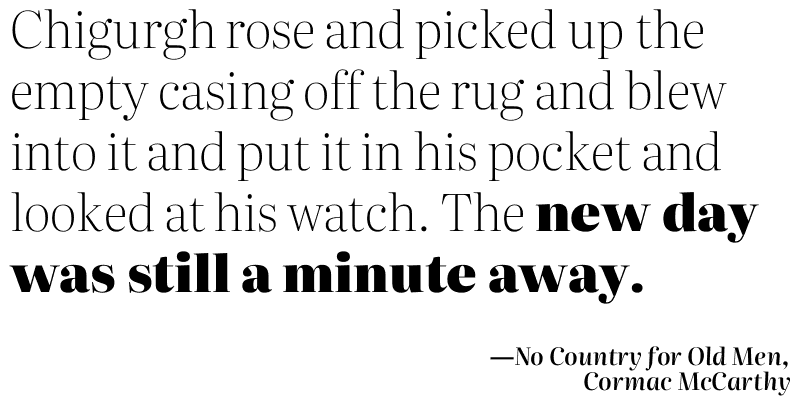 Chigurgh rose and picked up the
empty casing off the rug and blew
into it and put it in his pocket and
looked at his watch. The new day
was still a minute away.
—No Country for Old Men,
Cormac McCarthy